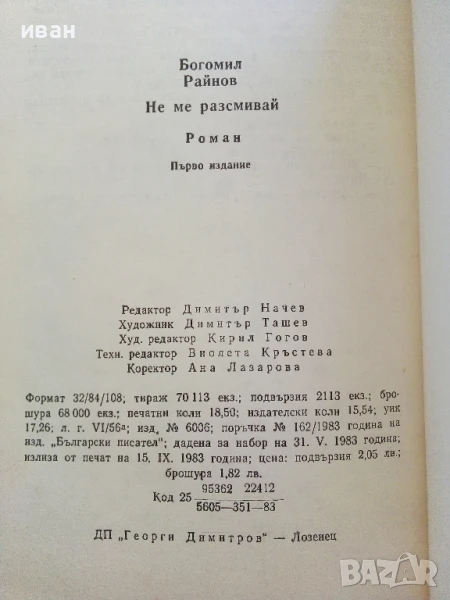 иван
Богомил
Райнов
Не ме разсмивай
Роман
Първо издание
Редактор Димитър Начев
Художник Димитър Ташев
Худ. редактор Кирил Гогов
Техн. редактор Виолета Кръстева
Коректор Ана Лазарова
Формат 32/84/108; тираж 70 113 екз.; подвързия 2113 екз.; бро-
шура 68 000 екз.; печатни коли 18,50; издателски коли 15,54; уик
17,26; л. г. VI/56а; изд. № 6006; поръчка № 162/1983 година на
изд. „Български писател"; дадена за набор на 31. V. 1983 година;
излиза от печат на 15. IX. 1983 година; цена: подвързия 2,05 лв.;
брошура 1,82 лв.
Код 25 95362 22412
5605—351—83
ДП „Георги Димитров" — Лозенец
BAZAR